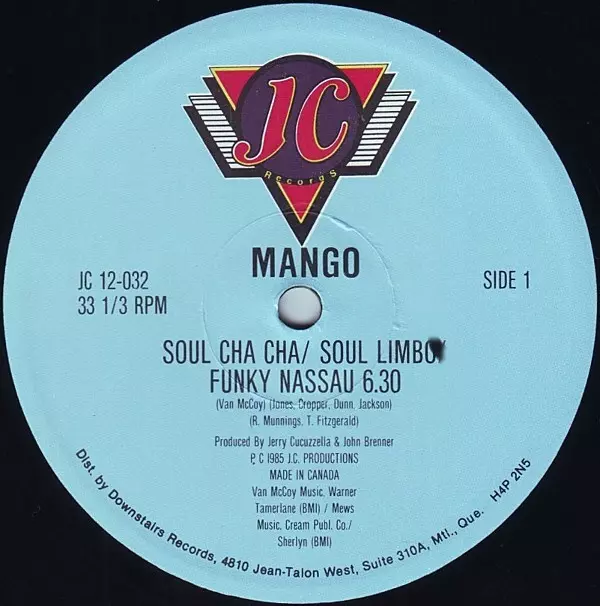 JC
Records
MANGO
JC 12-032
33 1/3 RPM
SIDE 1
SOUL CHA CHA/ SOUL LIMBO
FUNKY NASSAU 6.30
(Van McCoy) (Jones, Cropper, Dunn, Jackson)
(R. Munnings, T. Fitzgerald)
Produced By Jerry Cucuzzella & John Brenner
P, C 1985 J.C. PRODUCTIONS
MADE IN CANADA
Van McCoy Music, Warner
Tamerlane (BMI) / Mews
Music, Cream Publ. Co./
Sherlyn (BMI)
Dist. by Downstairs Records, 4810 Jean-Talon West, Suite 310A, Mtl., Que. H4P 2N5